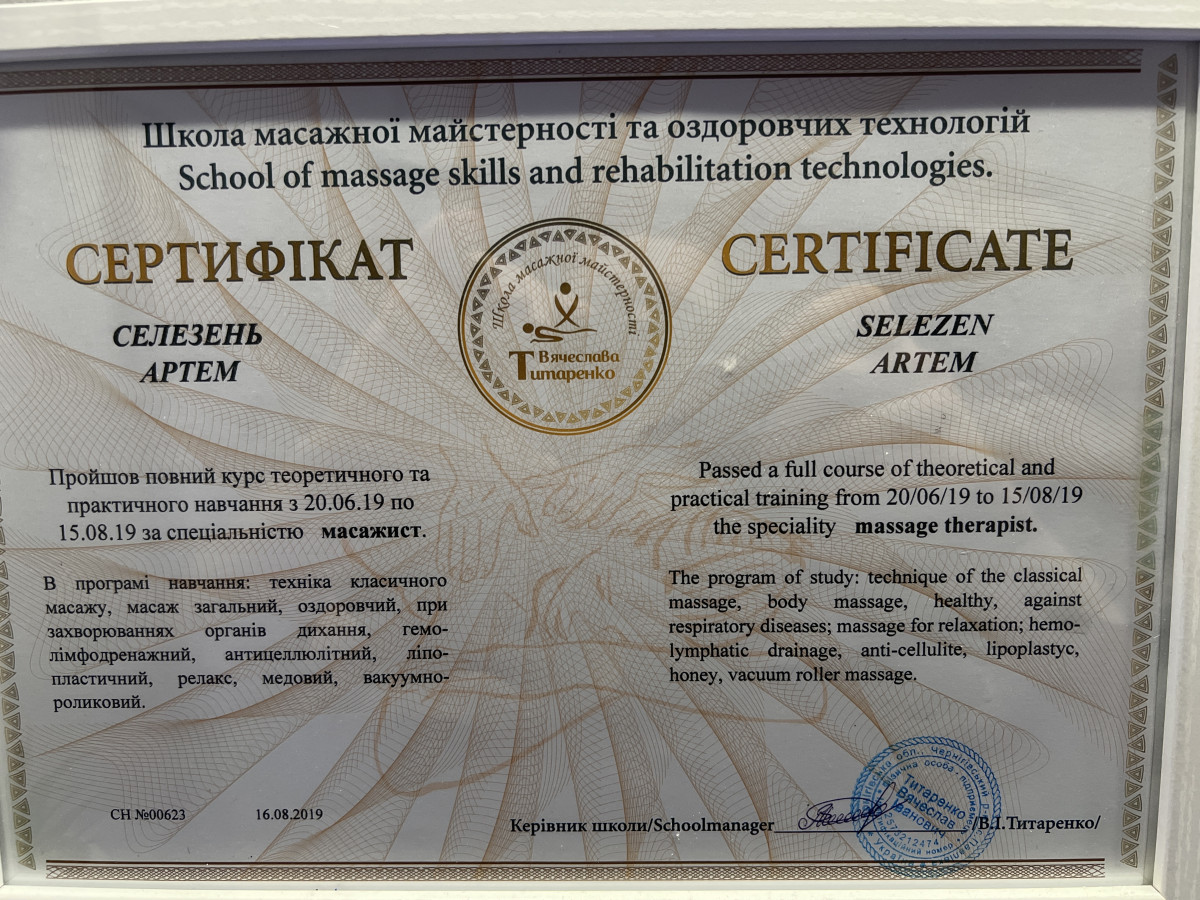 Школа масажної майстерності та оздоровчих технологій
School of massage skills and rehabilitation technologies.
СЕРТИФІКАТ
СЕЛЕЗЕНЬ
АРТЕМ
Школа масажної майстерності
Вячеслава
Титаренко
CERTIFICATE
SELEZEN
ARTEM
Пройшов повний курс теоретичного та
практичного навчання з 20.06.19 по
15.08.19 за спеціальністю масажист.
В програмі навчання: техніка класичного
масажу, масаж загальний, оздоровчий, при
захворюваннях органів дихання, гемо-
лімфодренажний, антицеллюлітний, ліпо-
пластичний, релакс, медовий, вакуумно-
роликовий.
Passed a full course of theoretical and
practical training from 20/06/19 to 15/08/19
the speciality massage therapist.
The program of study: technique of the classical
massage, body massage, healthy, against
respiratory diseases; massage for relaxation; hemo-
lymphatic drainage, anti-cellulite, lipoplastyc,
honey, vacuum roller massage.
СН №00623 16.08.2019
Керівник школи/Schoolmanager /В.І.Титаренко/
Титаренко
Вячеслав
Іванович